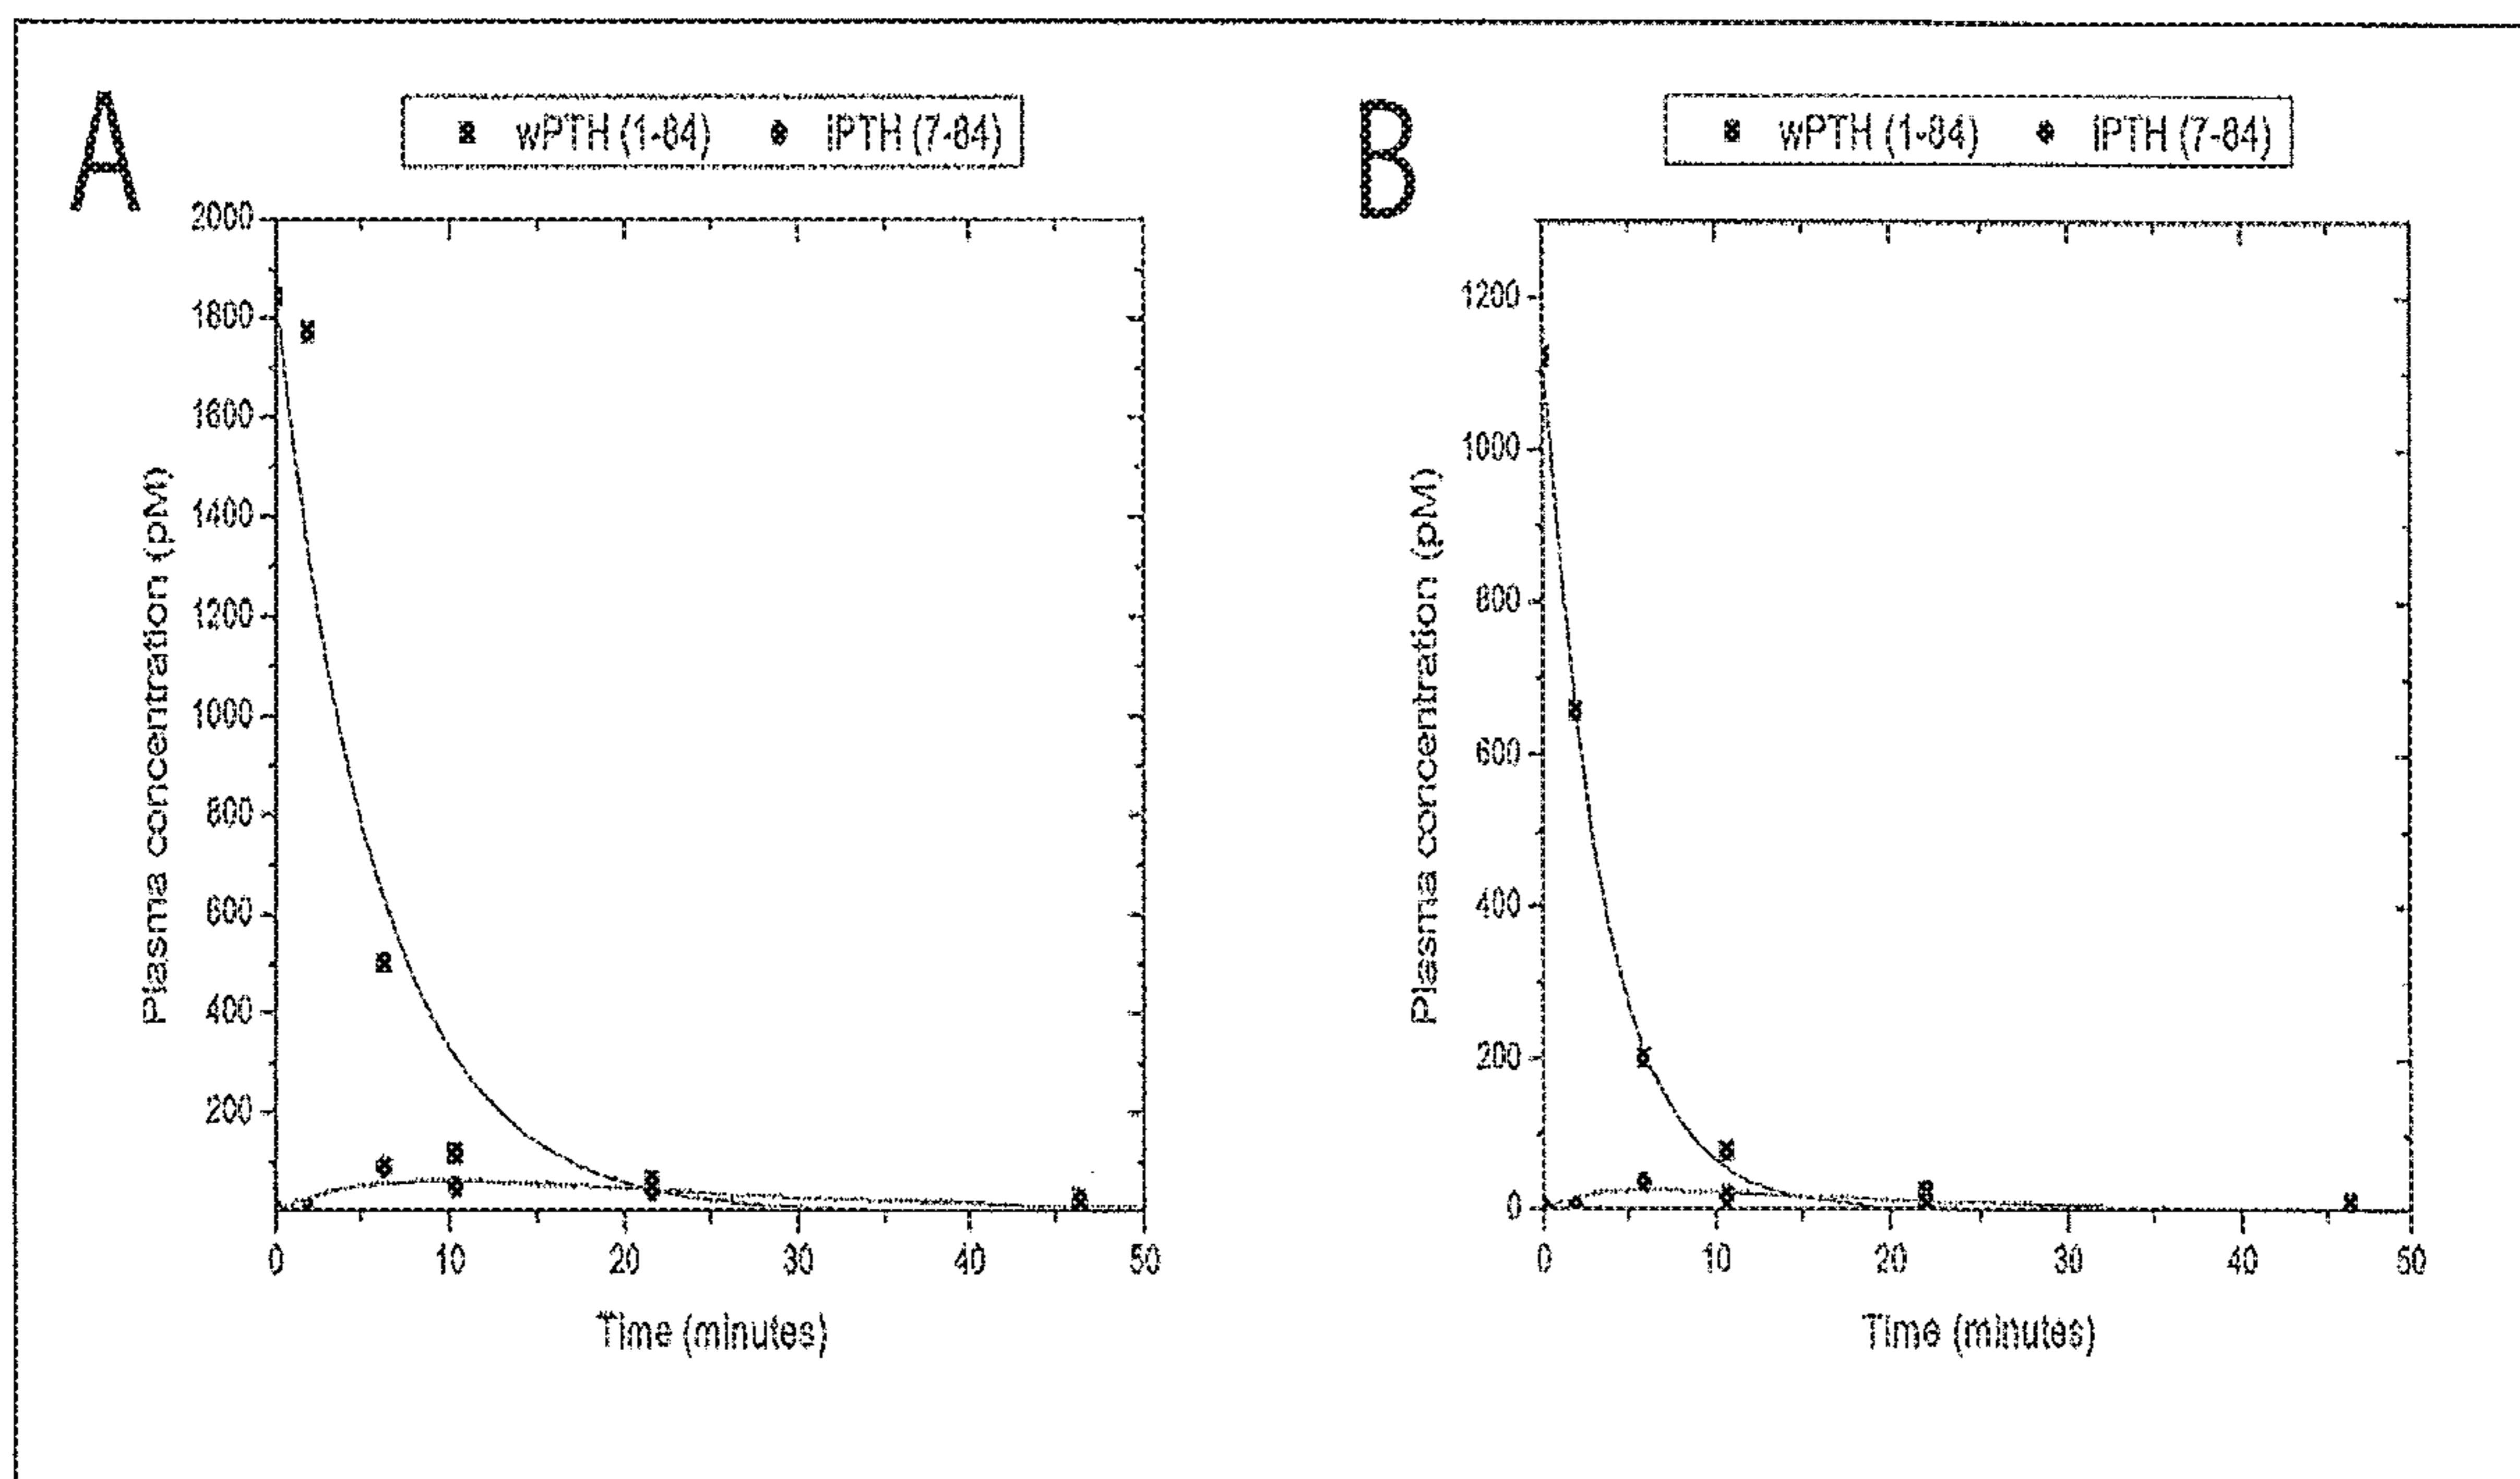 A
wPTH (1-84) IPTH (7-84)
2000
1800
1600
1400
1200
1000
800
600
400
200
0 10 20 30 40 50
Plasma concentration (pM)
Time (minutes)
B
wPTH (1-84) IPTH (7-84)
1200
1000
800
600
400
200
0
0 10 20 30 40 50
Plasma concentration (pM)
Time (minutes)